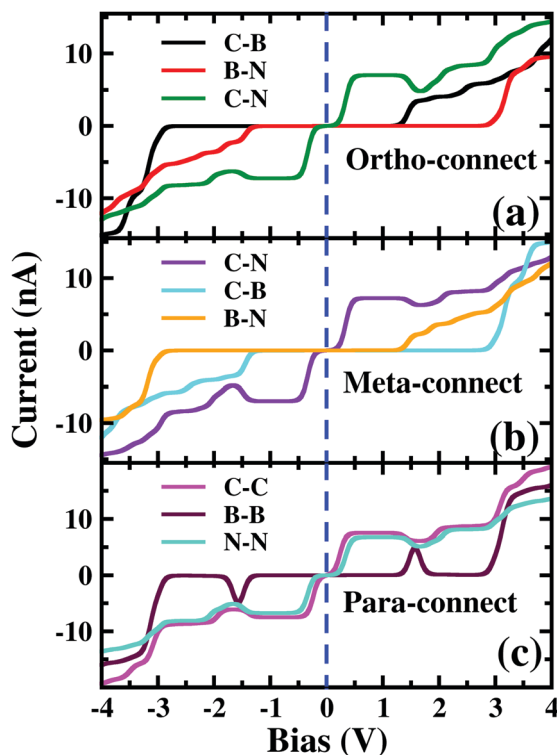 10
0
-10
C-B
B-N
C-N
Ortho-connect
(a)
10
0
-10
C-N
C-B
B-N
Meta-connect
(b)
10
0
-10
C-C
B-B
N-N
Para-connect
(c)
-4 -3 -2 -1 0 1 2 3 4
Bias (V)
Current (nA)